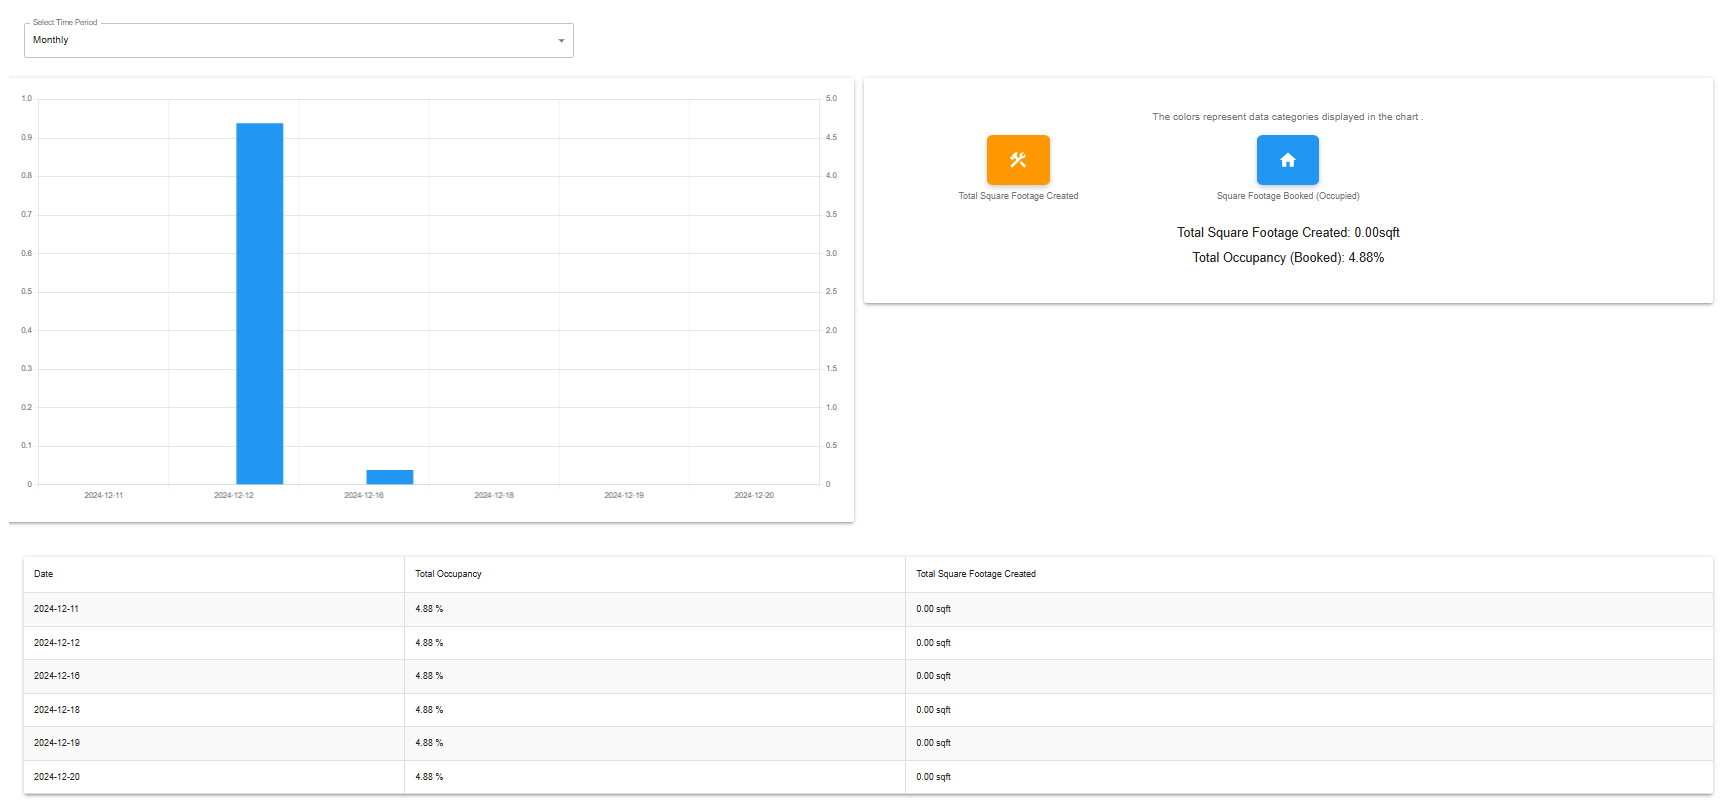 Select Time Period
Monthly
1.0
0.9
0.8
0.7
0.6
0.5
0.4
0.3
0.2
0.1
0
5.0
4.5
4.0
3.5
3.0
2.5
2.0
1.5
1.0
0.5
0
2024-12-11 2024-12-12 2024-12-16 2024-12-18 2024-12-19 2024-12-20
The colors represent data categories displayed in the chart .
Total Square Footage Created Square Footage Booked (Occupied)
Total Square Footage Created: 0.00sqft
Total Occupancy (Booked): 4.88%
Date Total Occupancy Total Square Footage Created
2024-12-11 4.88 % 0.00 sqft
2024-12-12 4.88 % 0.00 sqft
2024-12-16 4.88 % 0.00 sqft
2024-12-18 4.88 % 0.00 sqft
2024-12-19 4.88 % 0.00 sqft
2024-12-20 4.88 % 0.00 sqft